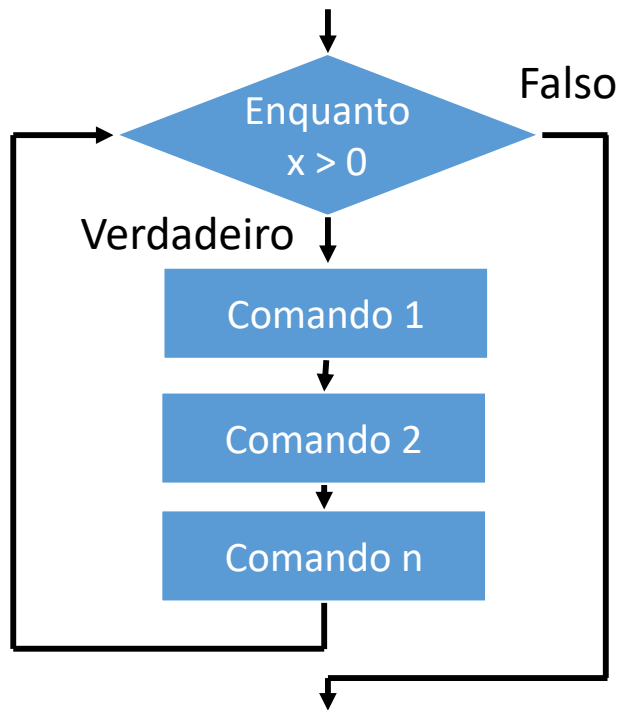 Falso
Enquanto
x > 0
Verdadeiro
Comando 1
Comando 2
Comando n